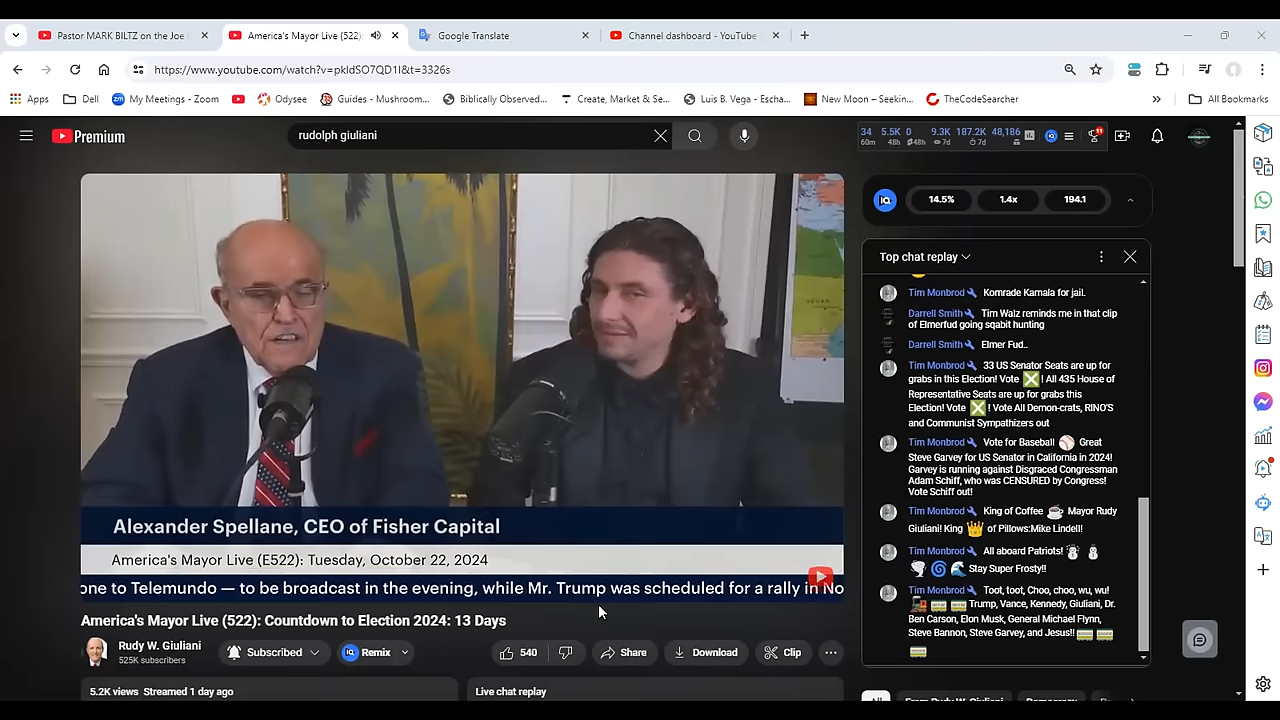 Pastor MARK BILTZ on the Joe
America's Mayor Live (522):
Google Translate
Channel dashboard - YouTube
https://www.youtube.com/watch?v=pkIdSO7QD1I&t=3326s
Apps
Dell
My Meetings - Zoom
Odysee
Guides - Mushroom...
Biblically Observed...
Create, Market & Se...
Luis B. Vega - Escha...
New Moon – Seekin...
TheCodeSearcher
All Bookmarks
Premium
rudolph giuliani
34 5.5K 0 9.3K 187.2K 48,186
60m 48h 48h 7d 7d
14.5% 1.4x 194.1
Top chat replay
Tim Monbrod Komrade Kamala for jail.
Darrell Smith Tim Walz reminds me in that clip
of Elmerfud going sqabit hunting
Darrell Smith Elmer Fud..
Tim Monbrod 33 US Senator Seats are up for
grabs in this Election! Vote ❎ ! All 435 House of
Representative Seats are up for grabs this
Election! Vote ❎ ! Vote All Demon-crats, RINO'S
and Communist Sympathizers out
Tim Monbrod Vote for Baseball ⚾ Great
Steve Garvey for US Senator in California in 2024!
Garvey is running against Disgraced Congressman
Adam Schiff, who was CENSURED by Congress!
Vote Schiff out!
Tim Monbrod King of Coffee ☕ Mayor Rudy
Giuliani! King 👑 of Pillows:Mike Lindell!
Tim Monbrod All aboard Patriots!
Stay Super Frosty!!
Tim Monbrod Toot, toot, Choo, choo, wu, wu!
Trump, Vance, Kennedy, Giuliani, Dr.
Ben Carson, Elon Musk, General Michael Flynn,
Steve Bannon, Steve Garvey, and Jesus!!
Alexander Spellane, CEO of Fisher Capital
America's Mayor Live (E522): Tuesday, October 22, 2024
one to Telemundo — to be broadcast in the evening, while Mr. Trump was scheduled for a rally in No
America's Mayor Live (522): Countdown to Election 2024: 13 Days
Rudy W. Giuliani
525K subscribers
Subscribed
Remix
540
Share
Download
Clip
5.2K views Streamed 1 day ago
Live chat replay
All
From Rudy W. Giuliani
Democracy